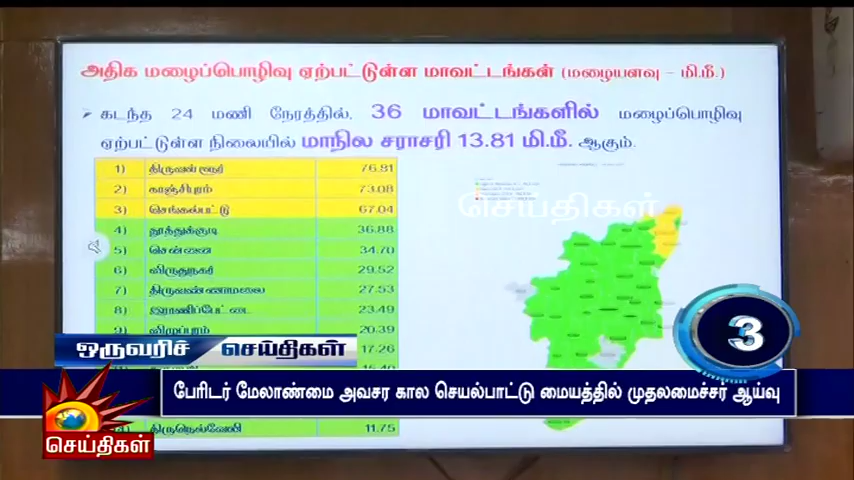 அதிக மழைப்பொழிவு ஏற்பட்டுள்ள மாவட்டங்கள் (மழையளவு – மி.மீ.)
➢ கடந்த 24 மணி நேரத்தில், 36 மாவட்டங்களில் மழைப்பொழிவு
ஏற்பட்டுள்ள நிலையில் மாநில சராசரி 13.81 மி.மீ. ஆகும்.
1) திருவள்ளூர் 76.81
2) காஞ்சிபுரம் 73.08
3) செங்கல்பட்டு 67.04
செய்திகள்
4) தூத்துக்குடி 36.88
5) சென்னை 34.70
6) விருதுநகர் 29.52
7) திருவண்ணாமலை 27.53
8) இராணிப்பேட்டை 23.49
9) விழுப்புரம் 20.39
17.26
ஒருவரிச் செய்திகள்
3
பேரிடர் மேலாண்மை அவசர கால செயல்பாட்டு மையத்தில் முதலமைச்சர் ஆய்வு
திருநெல்வேலி 11.75
செய்திகள்